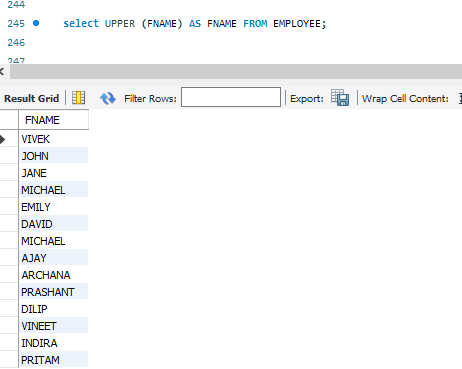 244
245 select UPPER (FNAME) AS FNAME FROM EMPLOYEE;
246
247
Result Grid Filter Rows: Export: Wrap Cell Content:
FNAME
VIVEK
JOHN
JANE
MICHAEL
EMILY
DAVID
MICHAEL
AJAY
ARCHANA
PRASHANT
DILIP
VINEET
INDIRA
PRITAM